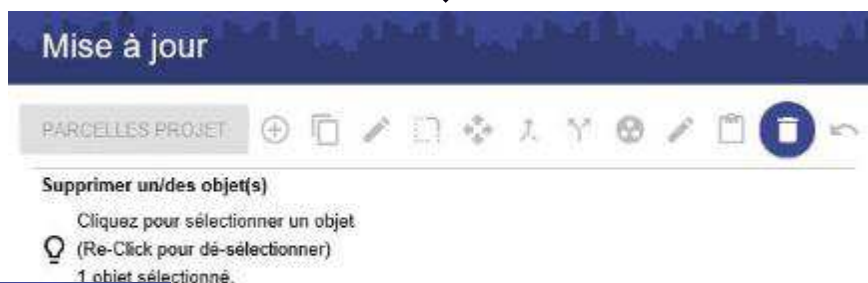 Mise à jour
PARCELLES PROJET
Supprimer un/des objet(s)
Cliquez pour sélectionner un objet
(Re-Click pour dé-sélectionner)
1 objet sélectionné.